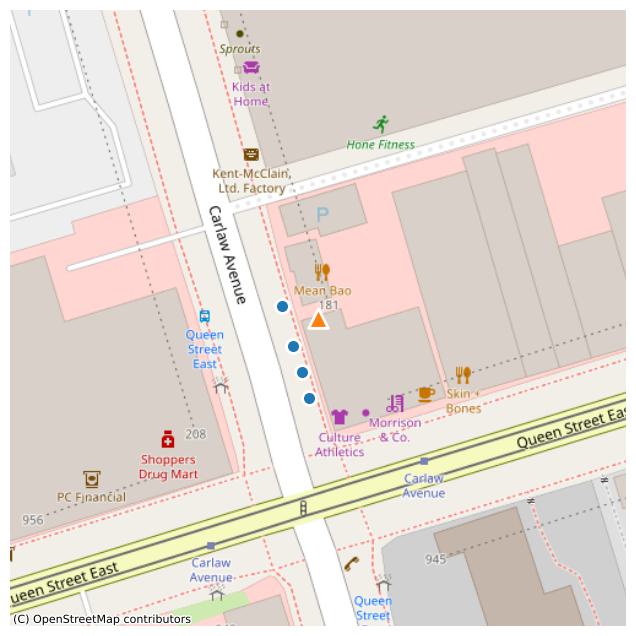 Sprouts
Kids at
Home
Hone Fitness
Kent-McClain,
Ltd. Factory
P
Carlaw Avenue
Mean Bao
181
Queen
Street
East
Skin +
Bones
Morrison
& Co.
Culture
Athletics
208
Shoppers
Drug Mart
Queen Street Eas
Carlaw
Avenue
PC Financial
956
945
Carlaw
Avenue
ueen Street East
Queen
Street
(C) OpenStreetMap contributors